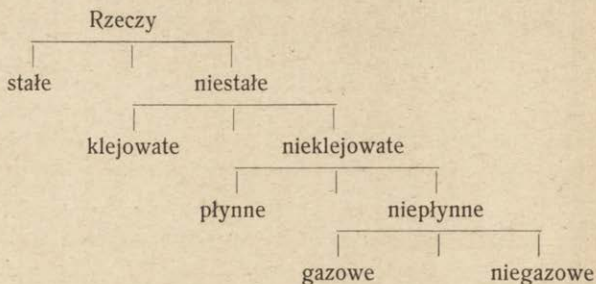 Rzeczy
stałe niestałe
klejowate nieklejowate
płynne niepłynne
gazowe niegazowe